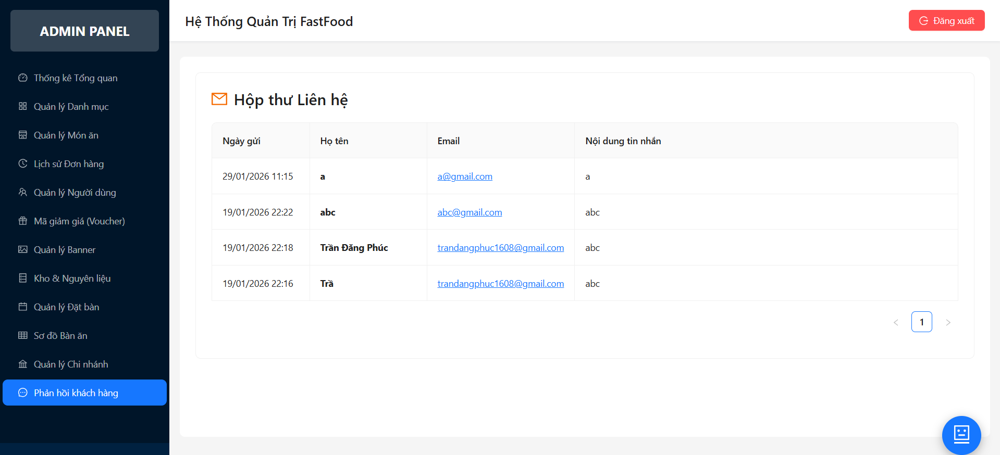 ADMIN PANEL
Thống kê Tổng quan
Quản lý Danh mục
Quản lý Món ăn
Lịch sử Đơn hàng
Quản lý Người dùng
Mã giảm giá (Voucher)
Quản lý Banner
Kho & Nguyên liệu
Quản lý Đặt bàn
Sơ đồ Bàn ăn
Quản lý Chi nhánh
Phản hồi khách hàng
Hệ Thống Quản Trị FastFood
Đăng xuất
Hộp thư Liên hệ
Ngày gửi Họ tên Email Nội dung tin nhắn
29/01/2026 11:15 a a@gmail.com a
19/01/2026 22:22 abc abc@gmail.com abc
19/01/2026 22:18 Trần Đăng Phúc trandangphuc1608@gmail.com abc
19/01/2026 22:16 Trầ trandangphuc1608@gmail.com abc
1